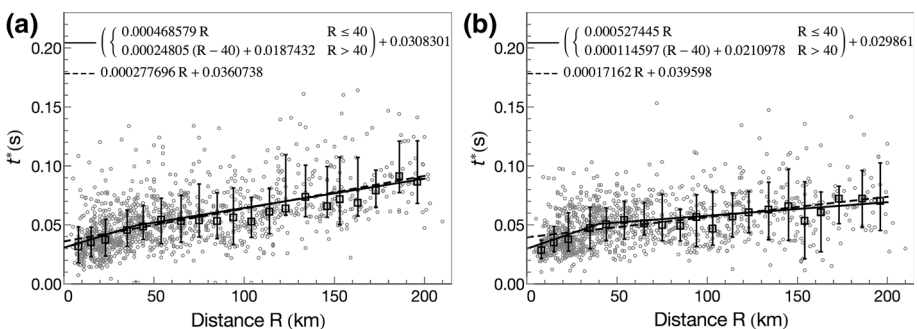 (a)
0.000468579 R R ≤ 40
0.00024805 (R − 40) + 0.0187432 R > 40
+ 0.0308301
0.000277696 R + 0.0360738
0.20
0.15
0.10
0.05
0.00
t*(s)
0 50 100 150 200
Distance R (km)
(b)
0.000527445 R R ≤ 40
0.000114597 (R − 40) + 0.0210978 R > 40
+ 0.029861
0.00017162 R + 0.039598
0.20
0.15
0.10
0.05
0.00
t*(s)
0 50 100 150 200
Distance R (km)